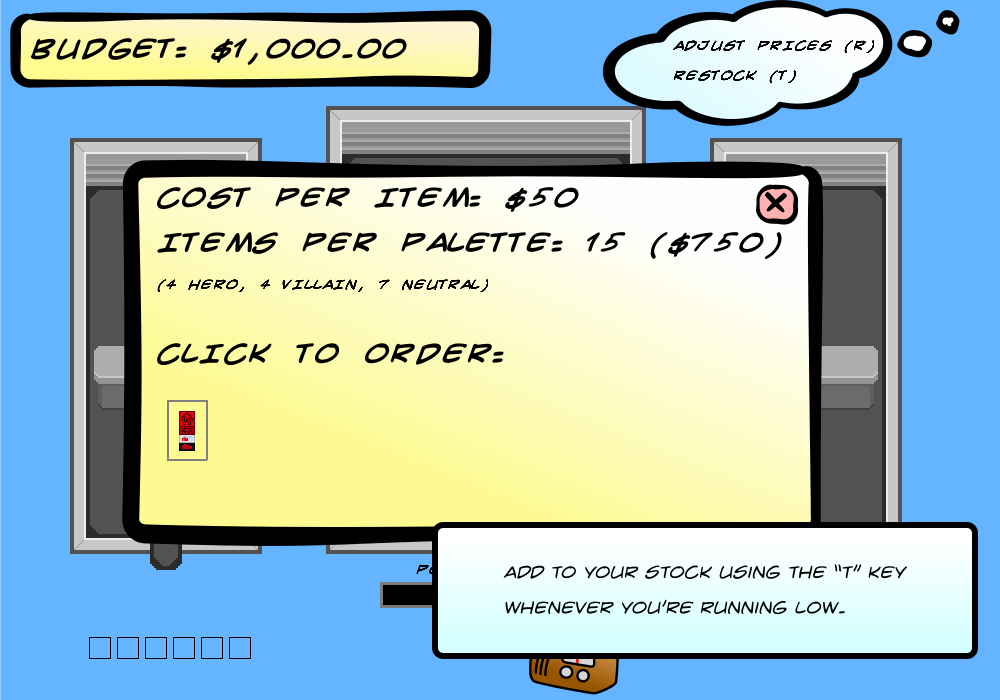 BUDGET: $1,000.00
ADJUST PRICES (R)
RESTOCK (T)
COST PER ITEM: $50
ITEMS PER PALETTE: 15 ($750)
(4 HERO, 4 VILLAIN, 7 NEUTRAL)
CLICK TO ORDER:
ADD TO YOUR STOCK USING THE "T" KEY
WHENEVER YOU'RE RUNNING LOW.